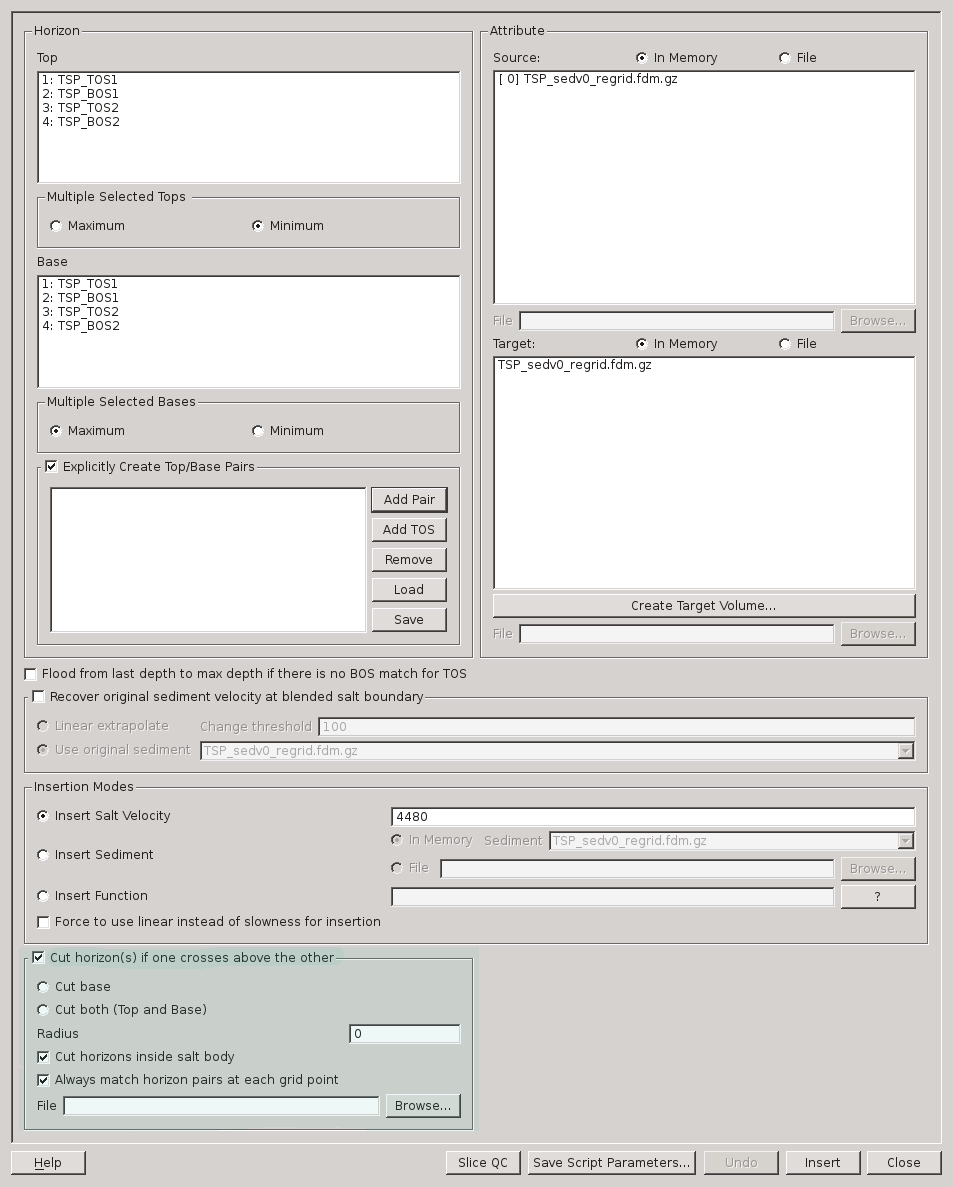 Horizon
Top
1: TSP_TOS1
2: TSP_BOS1
3: TSP_TOS2
4: TSP_BOS2
Multiple Selected Tops
Maximum Minimum
Base
1: TSP_TOS1
2: TSP_BOS1
3: TSP_TOS2
4: TSP_BOS2
Multiple Selected Bases
Maximum Minimum
Explicitly Create Top/Base Pairs
Add Pair
Add TOS
Remove
Load
Save
Attribute
Source: In Memory File
[ 0] TSP_sedv0_regrid.fdm.gz
File Browse...
Target: In Memory File
TSP_sedv0_regrid.fdm.gz
Create Target Volume...
File Browse...
Flood from last depth to max depth if there is no BOS match for TOS
Recover original sediment velocity at blended salt boundary
Linear extrapolate Change threshold 100
Use original sediment TSP_sedv0_regrid.fdm.gz
Insertion Modes
Insert Salt Velocity 4480
In Memory Sediment TSP_sedv0_regrid.fdm.gz
Insert Sediment
File Browse...
Insert Function ?
Force to use linear instead of slowness for insertion
Cut horizon(s) if one crosses above the other
Cut base
Cut both (Top and Base)
Radius 0
Cut horizons inside salt body
Always match horizon pairs at each grid point
File Browse...
Help Slice QC Save Script Parameters... Undo Insert Close